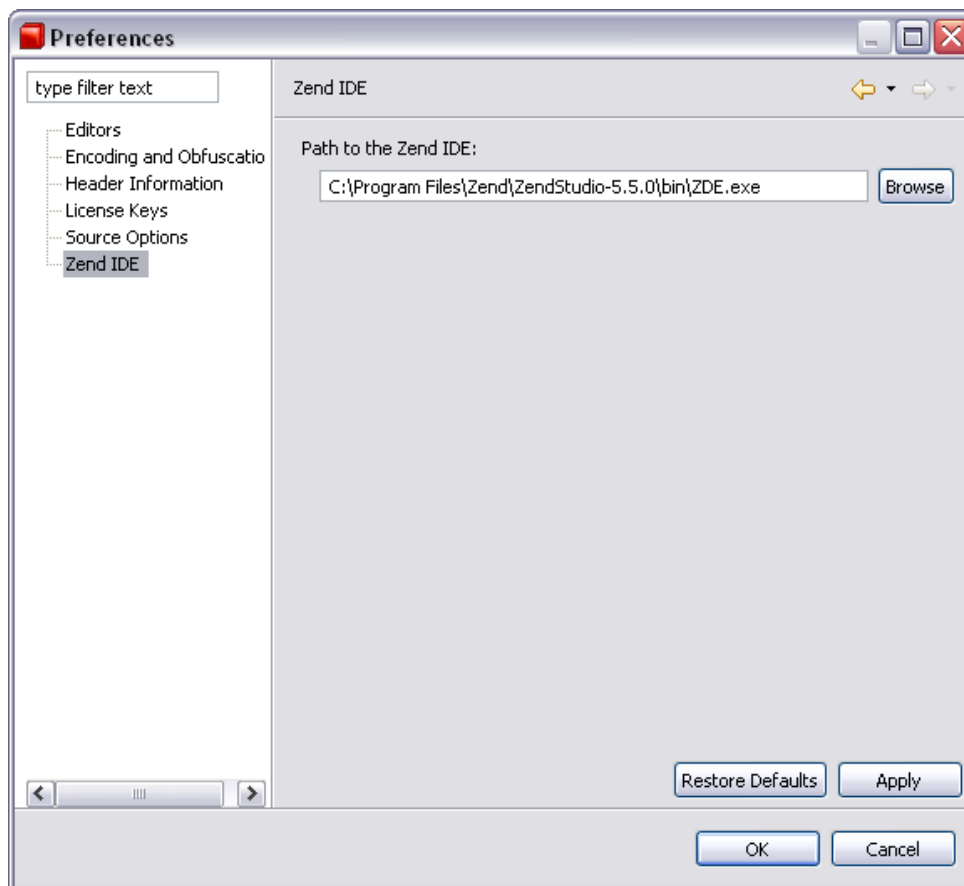 Preferences
type filter text
Zend IDE
Editors
Encoding and Obfuscatio
Header Information
License Keys
Source Options
Zend IDE
Path to the Zend IDE:
C:\Program Files\Zend\ZendStudio-5.5.0\bin\ZDE.exe
Browse
Restore Defaults
Apply
OK
Cancel